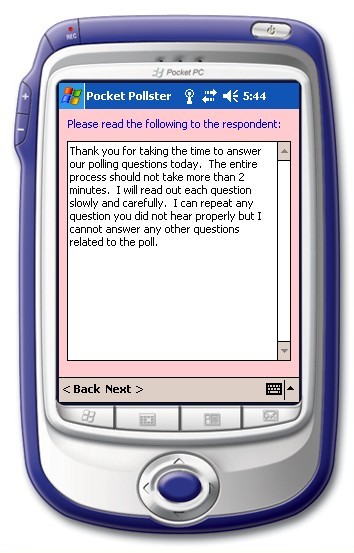 REC
Pocket PC
Pocket Pollster 5:44
Please read the following to the respondent:
Thank you for taking the time to answer
our polling questions today. The entire
process should not take more than 2
minutes. I will read out each question
slowly and carefully. I can repeat any
question you did not hear properly but I
cannot answer any other questions
related to the poll.
< Back Next >